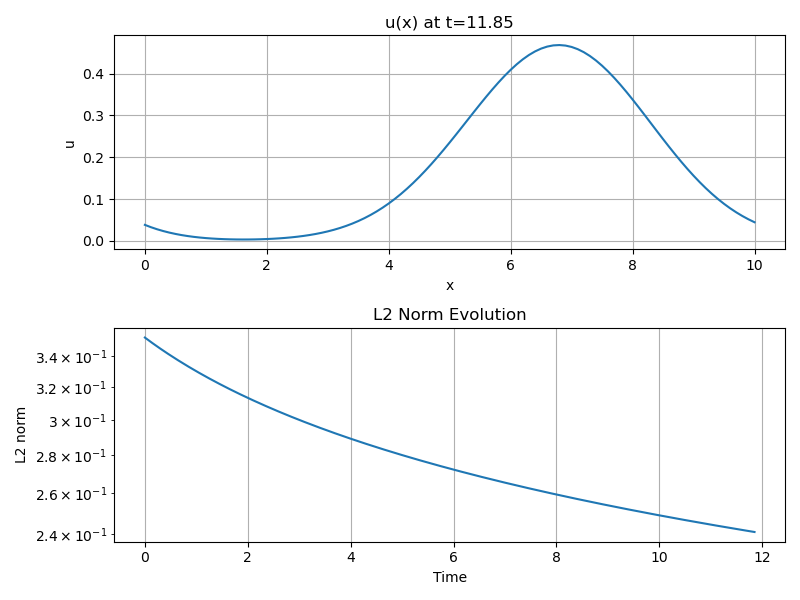 u(x) at t=11.85
0.4
0.3
0.2
0.1
0.0
u
0 2 4 6 8 10
x
L2 Norm Evolution
3.4 × 10⁻¹
3.2 × 10⁻¹
3 × 10⁻¹
2.8 × 10⁻¹
2.6 × 10⁻¹
2.4 × 10⁻¹
L2 norm
0 2 4 6 8 10 12
Time